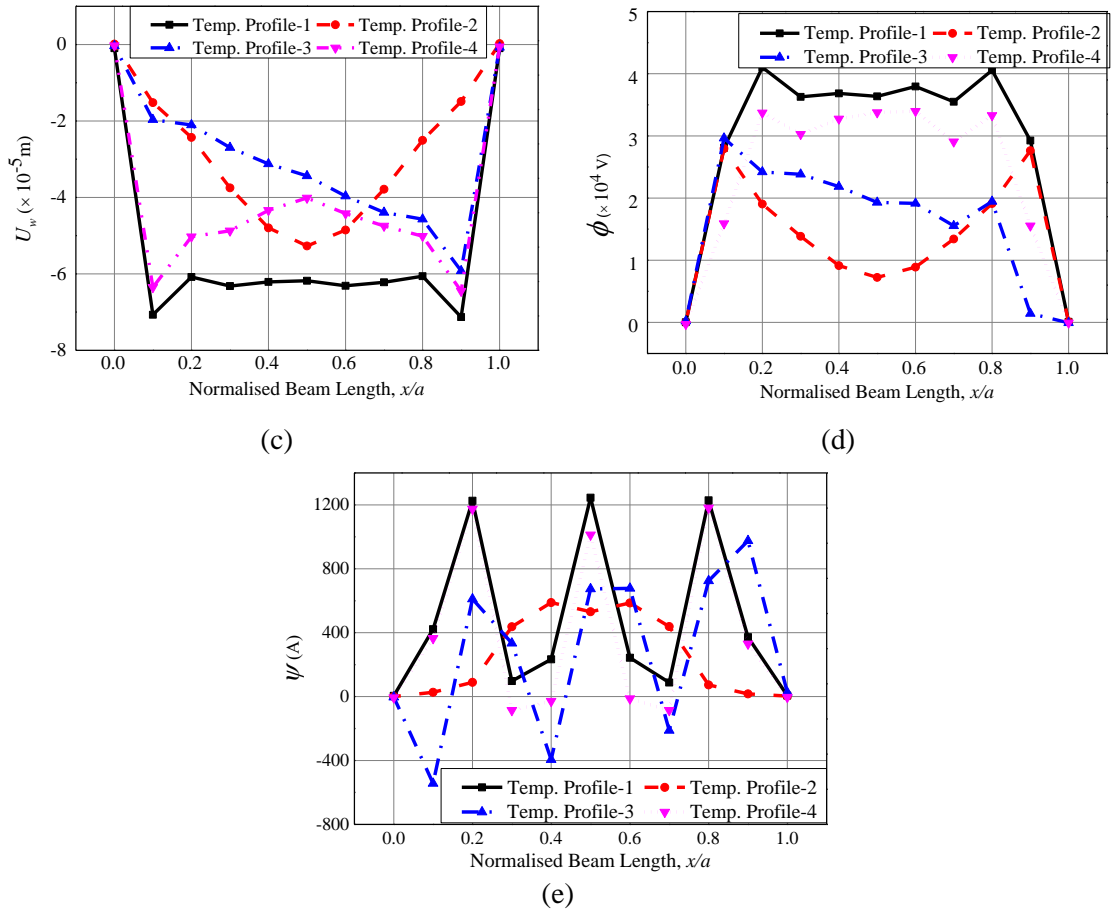 Temp. Profile-1 Temp. Profile-2
Temp. Profile-3 Temp. Profile-4
0
-2
-4
-6
-8
U_w (× 10⁻⁵ m)
0.0 0.2 0.4 0.6 0.8 1.0
Normalised Beam Length, x/a
(c)
Temp. Profile-1 Temp. Profile-2
Temp. Profile-3 Temp. Profile-4
5
4
3
2
1
0
ϕ (× 10⁴ V)
0.0 0.2 0.4 0.6 0.8 1.0
Normalised Beam Length, x/a
(d)
1200
800
400
0
-400
-800
ψ (A)
Temp. Profile-1 Temp. Profile-2
Temp. Profile-3 Temp. Profile-4
0.0 0.2 0.4 0.6 0.8 1.0
Normalised Beam Length, x/a
(e)